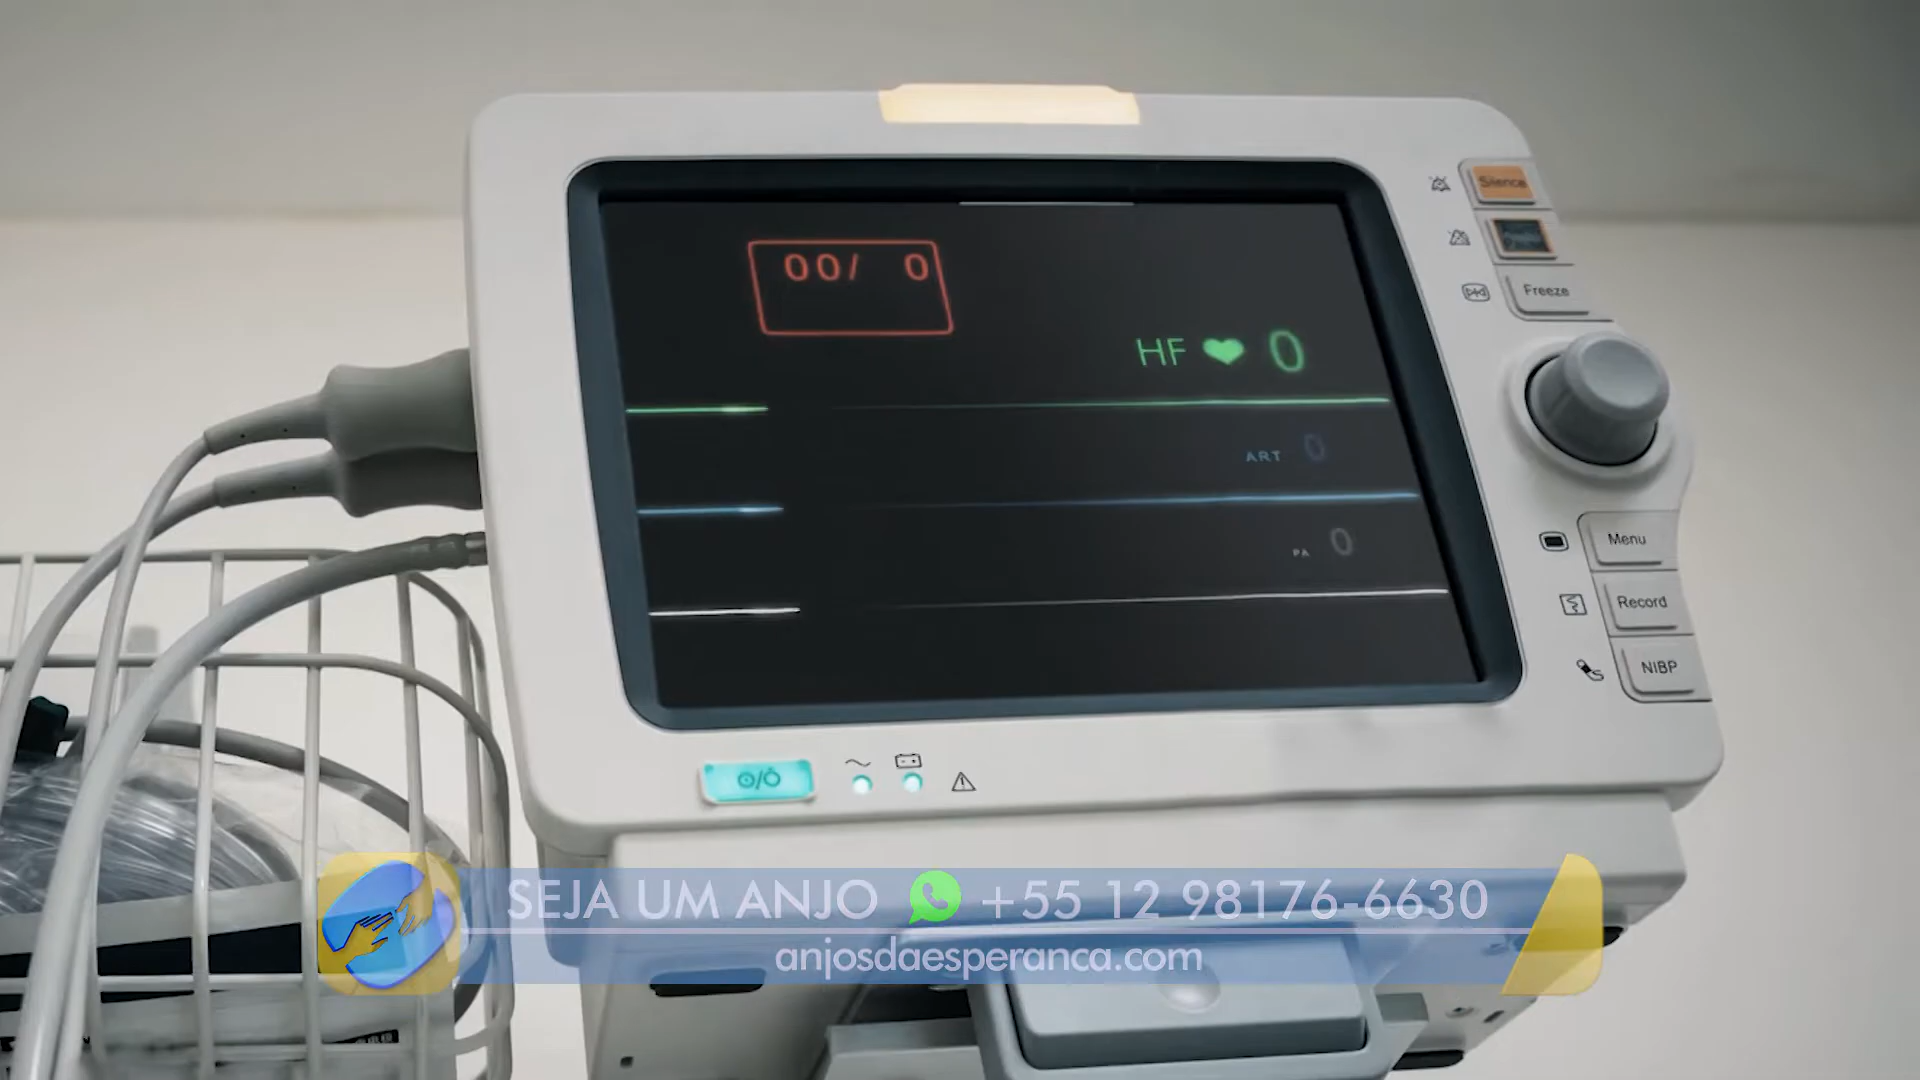 Silence
00/ 0
Freeze
HF 0
ART 0
PA 0
Menu
Record
NIBP
SEJA UM ANJO +55 12 98176-6630
anjosdaesperanca.com